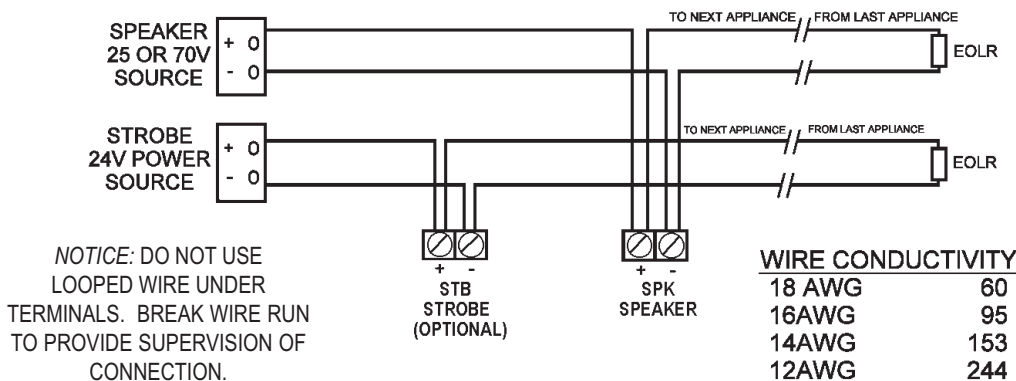 SPEAKER
25 OR 70V
SOURCE
+ O
- O
TO NEXT APPLIANCE
FROM LAST APPLIANCE
EOLR
STROBE
24V POWER
SOURCE
+ O
- O
TO NEXT APPLIANCE
FROM LAST APPLIANCE
EOLR
NOTICE: DO NOT USE
LOOPED WIRE UNDER
TERMINALS. BREAK WIRE RUN
TO PROVIDE SUPERVISION OF
CONNECTION.
+ -
STB
STROBE
(OPTIONAL)
+ -
SPK
SPEAKER
WIRE CONDUCTIVITY
18 AWG 60
16AWG 95
14AWG 153
12AWG 244